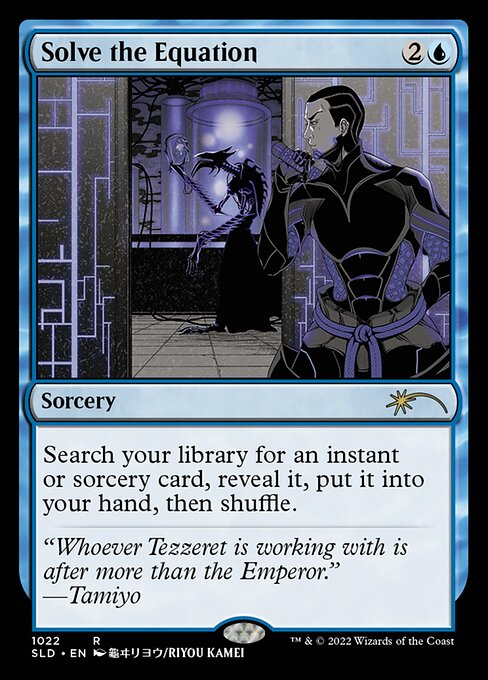 Solve the Equation 2
Sorcery
Search your library for an instant
or sorcery card, reveal it, put it into
your hand, then shuffle.
“Whoever Tezzeret is working with is
after more than the Emperor.”
—Tamiyo
1022 R
SLD • EN 龜ヰリヨウ/RIYOU KAMEI
™ & © 2022 Wizards of the Coast